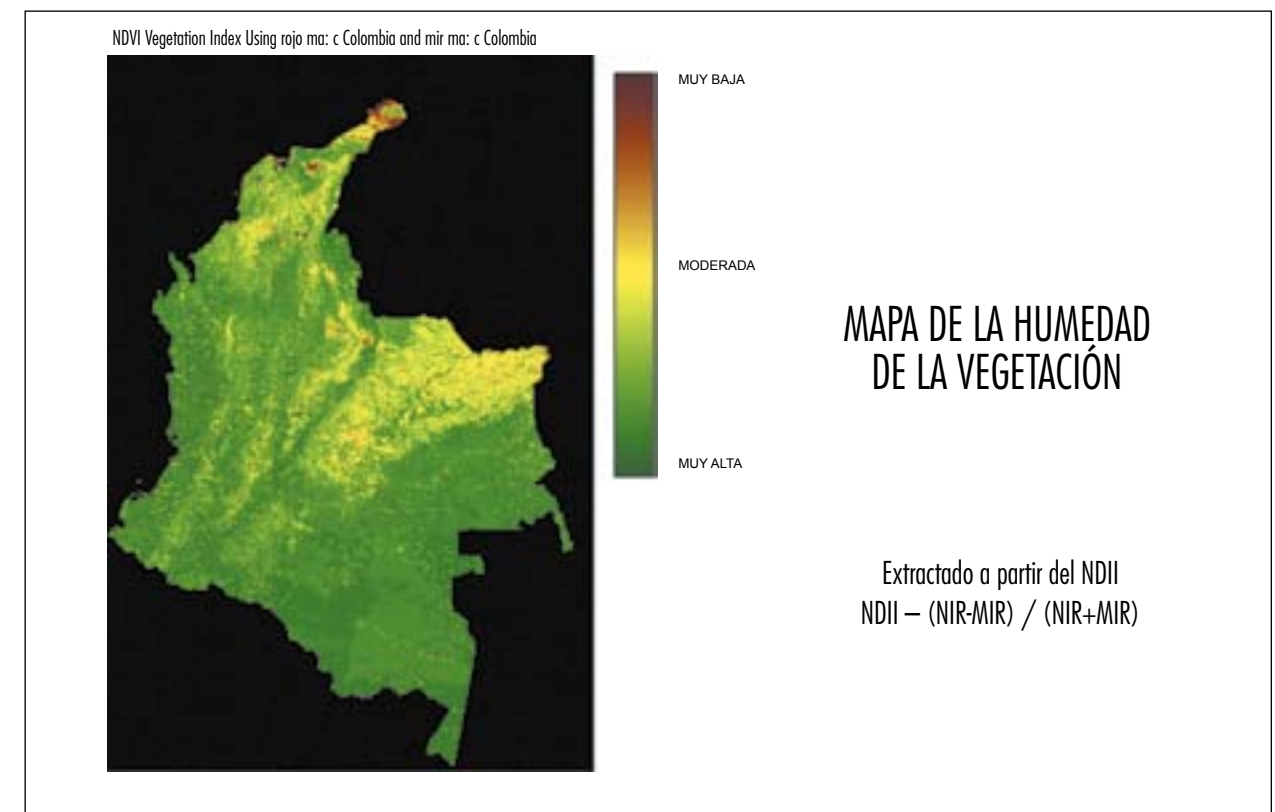 NDVI Vegetation Index Using rojo ma: c Colombia and mir ma: c Colombia
MUY BAJA
MODERADA
MUY ALTA
MAPA DE LA HUMEDAD
DE LA VEGETACIÓN
Extractado a partir del NDII
NDII – (NIR-MIR) / (NIR+MIR)